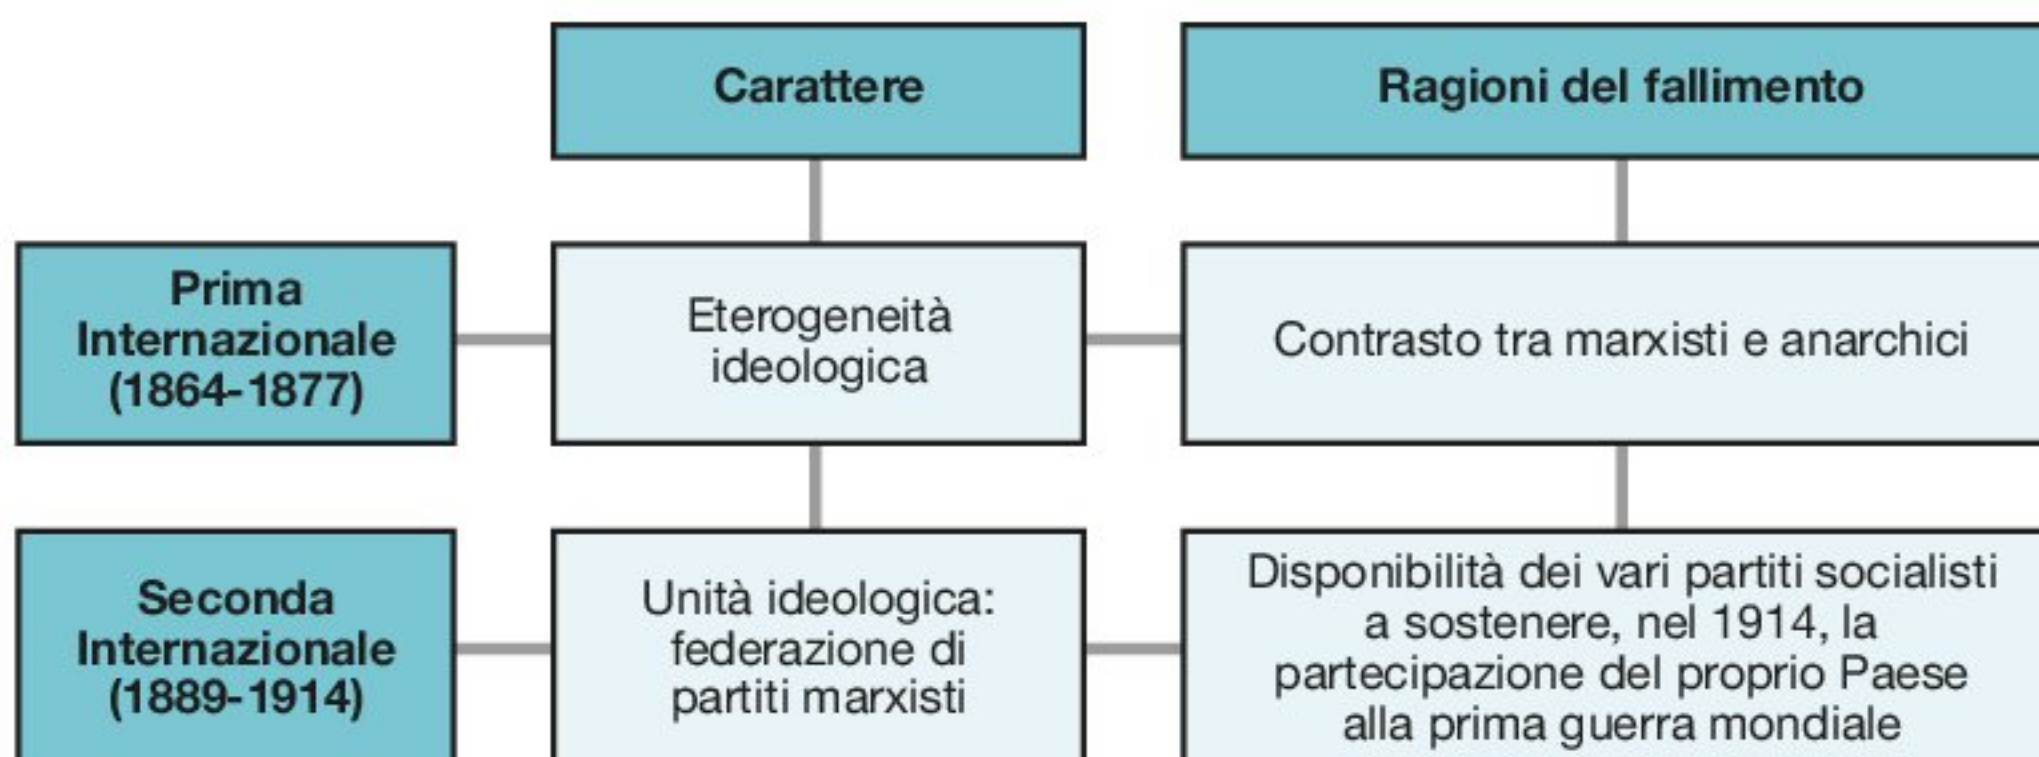 Carattere
Ragioni del fallimento
Prima
Internazionale
(1864-1877)
Eterogeneità
ideologica
Contrasto tra marxisti e anarchici
Seconda
Internazionale
(1889-1914)
Unità ideologica:
federazione di
partiti marxisti
Disponibilità dei vari partiti socialisti
a sostenere, nel 1914, la
partecipazione del proprio Paese
alla prima guerra mondiale